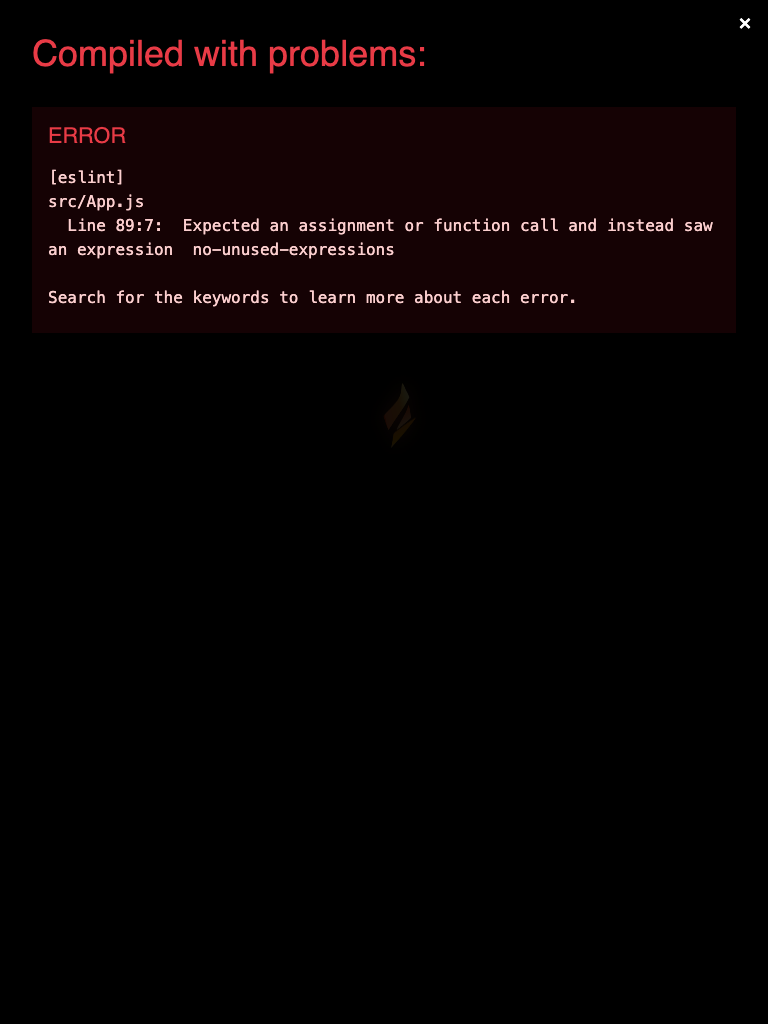 ×
Compiled with problems:
ERROR
[eslint]
src/App.js
  Line 89:7:  Expected an assignment or function call and instead saw
an expression  no-unused-expressions
Search for the keywords to learn more about each error.